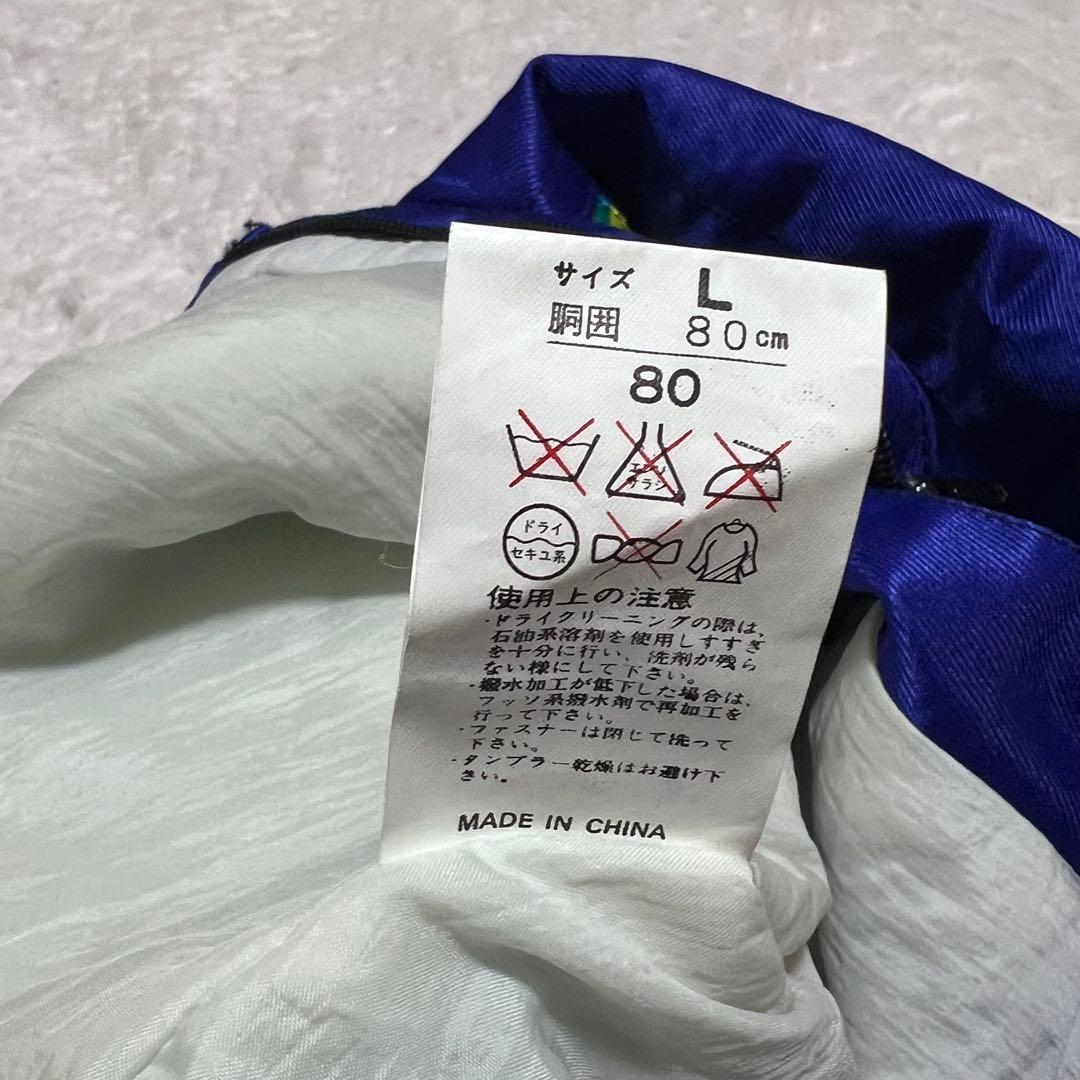 サイズ L
胴囲 80cm
80
エンソ
サラシ
ドライ
セキユ系
使用上の注意
・ドライクリーニングの際は、
石油系溶剤を使用しすすぎ
を十分に行い、洗剤が残ら
ない様にして下さい。
・撥水加工が低下した場合は、
フッソ系撥水剤で再加工を
行って下さい。
・ファスナーは閉じて洗って
下さい。
・タンブラー乾燥はお避け下
さい。
MADE IN CHINA